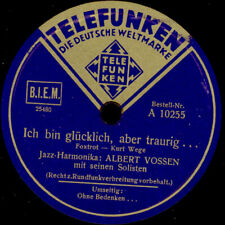 TELEFUNKEN
DIE DEUTSCHE WELTMARKE
TELE
FUN
KEN
B.I.E.M.
25480
Bestell-Nr.
A 10255
Ich bin glücklich, aber traurig . . .
Foxtrot — Kurt Wege
Jazz-Harmonika: ALBERT VOSSEN
mit seinen Solisten
(Recht z. Rundfunkverbreitung vorbehalt.)
Umseitig:
Ohne Bedenken . . .